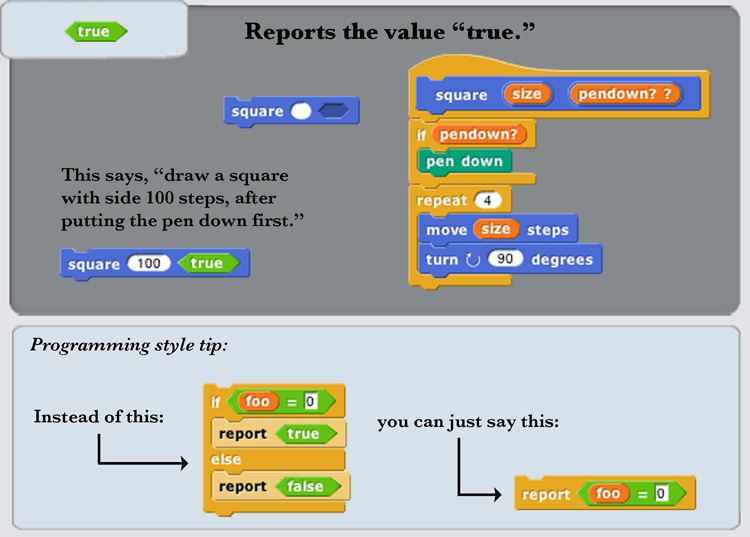 true
Reports the value “true.”
square
square size pendown? ?
if pendown?
pen down
repeat 4
move size steps
turn ↻ 90 degrees
This says, “draw a square
with side 100 steps, after
putting the pen down first.”
square 100 true
Programming style tip:
Instead of this:
if foo = 0
report true
else
report false
you can just say this:
report foo = 0